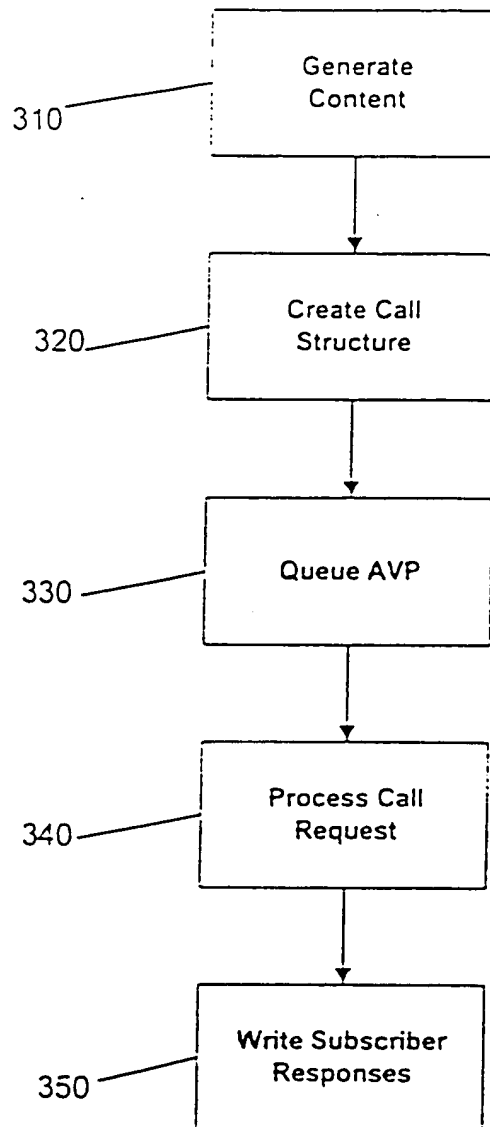 Generate
Content
310
Create Call
Structure
320
Queue AVP
330
Process Call
Request
340
Write Subscriber
Responses
350